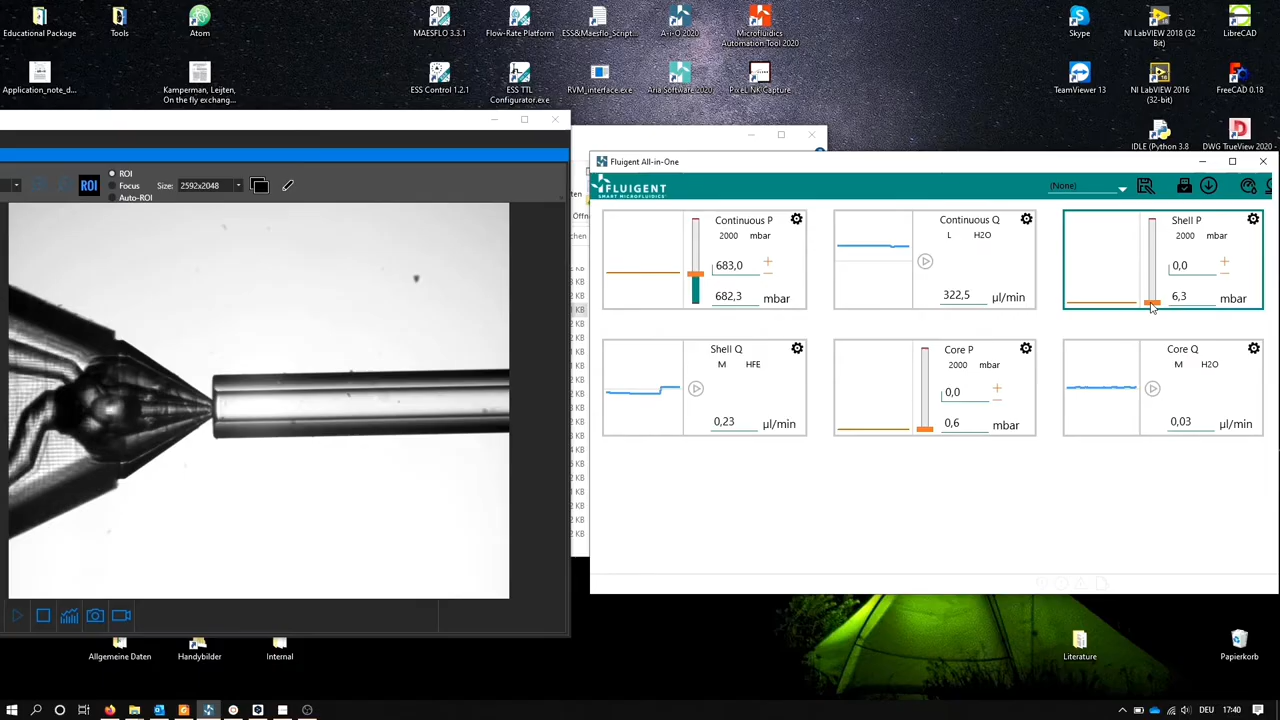 Educational Package
Tools
Atom
MAESFLO 3.3.1
Flow-Rate Platform
ESS&Maesflo_Script...
A-i-O 2020
Microfluidics
Automation Tool 2020
Skype
NI LabVIEW 2018 (32
Bit)
LibreCAD
Application_note_d...
Kamperman, Leijten,
On the fly exchang...
ESS Control 1.2.1
ESS TTL
Configurator.exe
RVM_interface.exe
Aria Software 2020
PixeLINK Capture
TeamViewer 13
NI LabVIEW 2016
(32-bit)
FreeCAD 0.18
IDLE (Python 3.8
DWG TrueView 2020
ROI
ROI
Focus
Auto-ROI
Size:
2592x2048
Fluigent All-in-One
FLUIGENT
SMART MICROFLUIDICS
(None)
Continuous P
2000 mbar
683,0
682,3 mbar
Continuous Q
L H2O
322,5 µl/min
Shell P
2000 mbar
0,0
6,3 mbar
Shell Q
M HFE
0,23 µl/min
Core P
2000 mbar
0,0
0,6 mbar
Core Q
M H2O
0,03 µl/min
Allgemeine Daten
Handybilder
Internal
Literature
Papierkorb
DEU
17:40